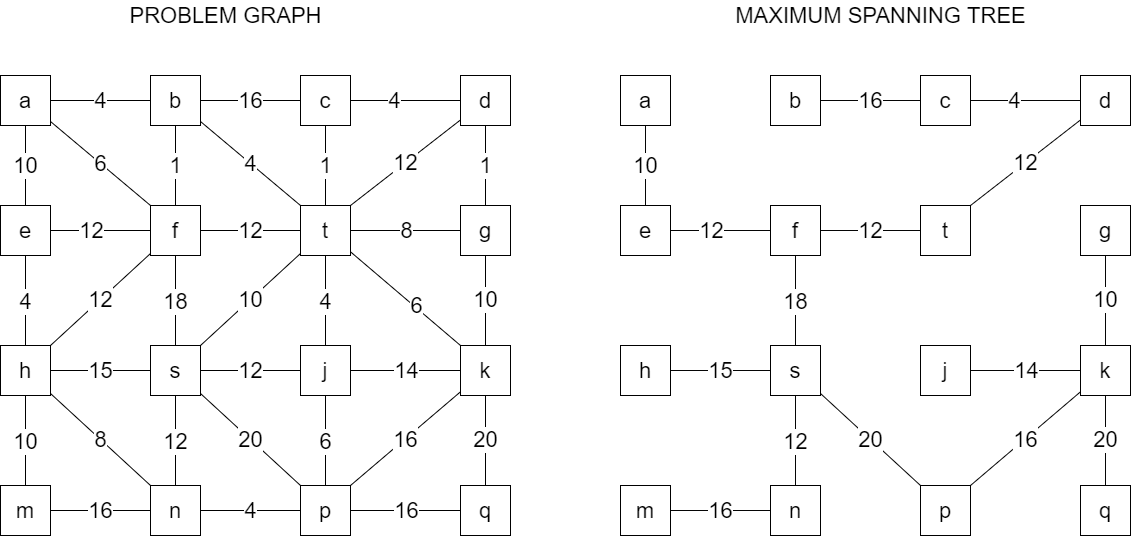 PROBLEM GRAPH MAXIMUM SPANNING TREE
a 4 b 16 c 4 d a b 16 c 4 d
10 6 1 4 1 12 1 10 12
e 12 f 12 t 8 g e 12 f 12 t g
4 12 18 10 4 6 10 18 10
h 15 s 12 j 14 k h 15 s j 14 k
10 8 12 20 6 16 20 12 20 16 20
m 16 n 4 p 16 q m 16 n p q